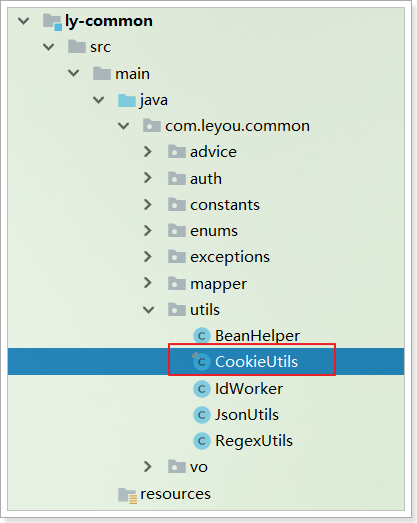 ly-common
src
main
java
com.leyou.common
advice
auth
constants
enums
exceptions
mapper
utils
BeanHelper
CookieUtils
IdWorker
JsonUtils
RegexUtils
vo
resources